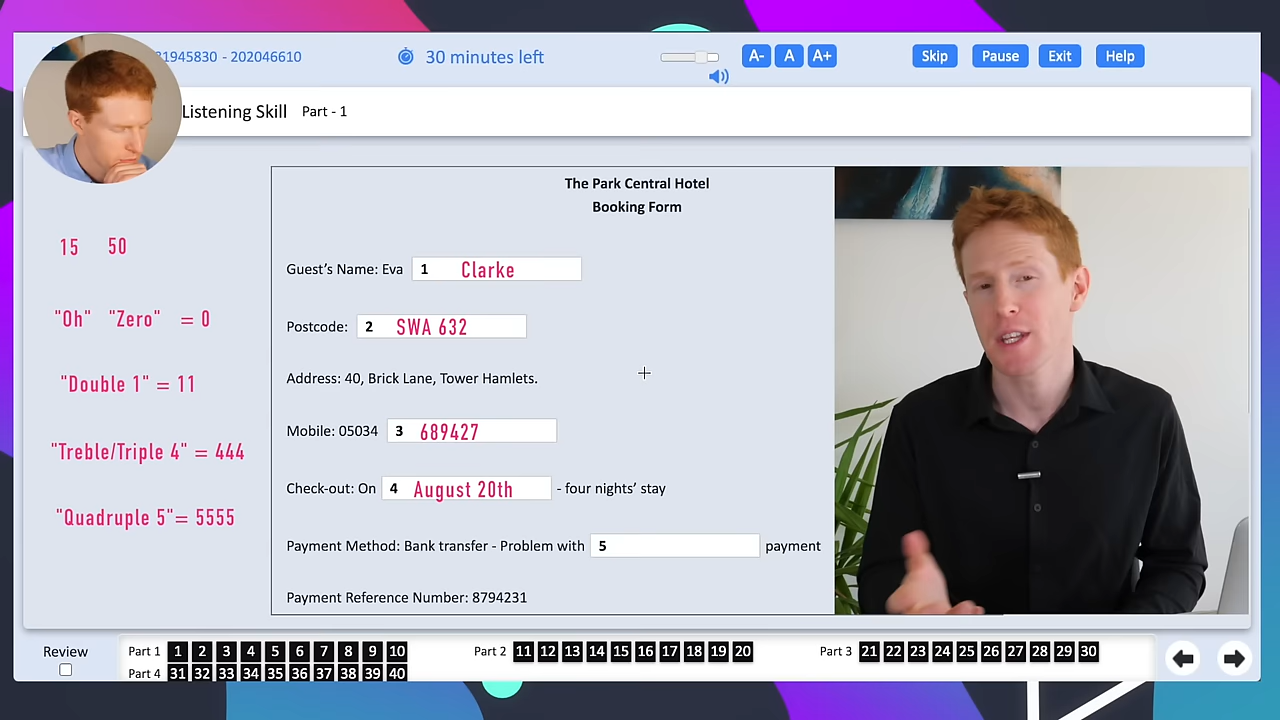 31945830 - 202046610
30 minutes left
A-
A
A+
Skip
Pause
Exit
Help
Listening Skill
Part - 1
15 50
"Oh" "Zero" = 0
"Double 1" = 11
"Treble/Triple 4" = 444
"Quadruple 5"= 5555
The Park Central Hotel
Booking Form
Guest's Name: Eva 1 Clarke
Postcode: 2 SWA 632
Address: 40, Brick Lane, Tower Hamlets.
Mobile: 05034 3 689427
Check-out: On 4 August 20th - four nights' stay
Payment Method: Bank transfer - Problem with 5 payment
Payment Reference Number: 8794231
Review
Part 1 1 2 3 4 5 6 7 8 9 10
Part 2 11 12 13 14 15 16 17 18 19 20
Part 3 21 22 23 24 25 26 27 28 29 30
Part 4 31 32 33 34 35 36 37 38 39 40